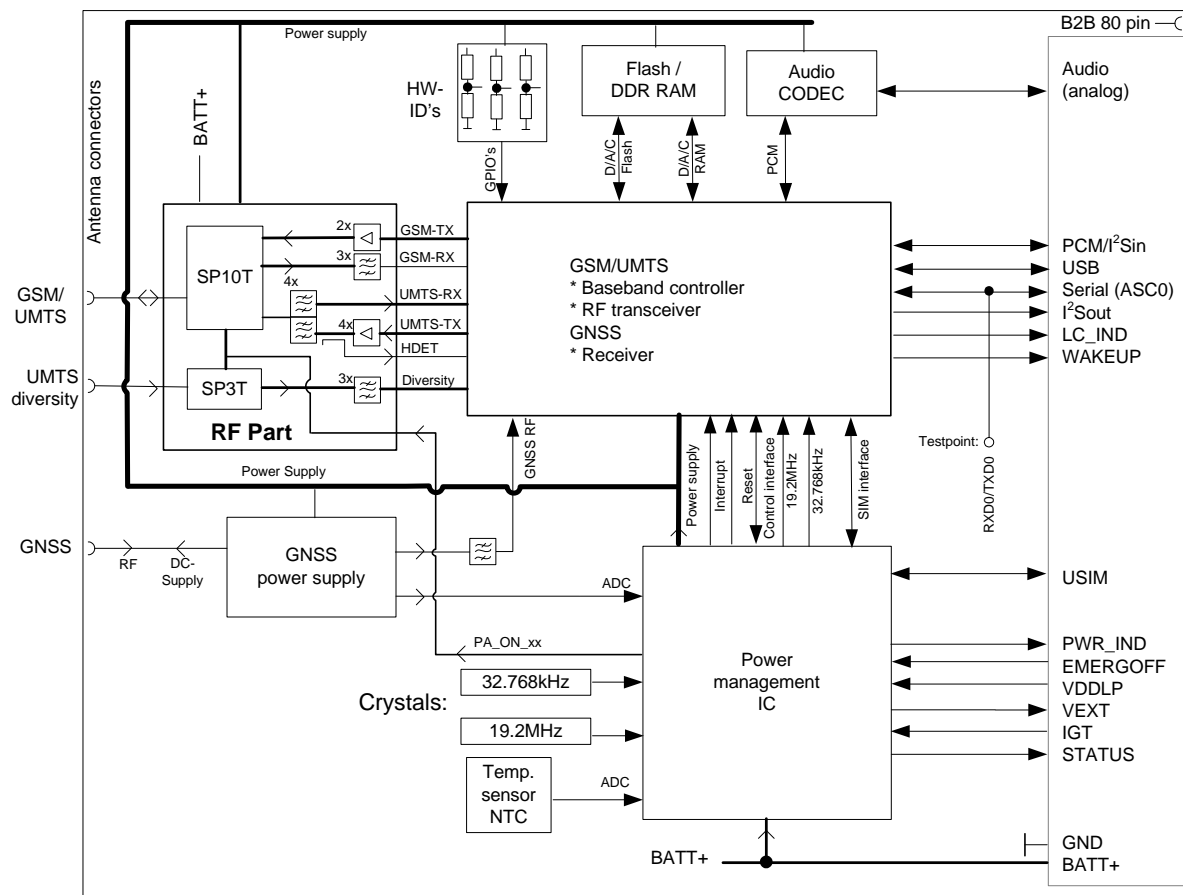 B2B 80 pin
Power supply
Antenna connectors
BATT+
HW-
ID's
Flash /
DDR RAM
Audio
CODEC
Audio
(analog)
GPIO's
D/A/C
Flash
D/A/C
RAM
PCM
GSM/
UMTS
UMTS
diversity
SP10T
SP3T
RF Part
2x
GSM-TX
3x
GSM-RX
4x
UMTS-RX
4x
UMTS-TX
HDET
3x
Diversity
GSM/UMTS
* Baseband controller
* RF transceiver
GNSS
* Receiver
PCM/I²Sin
USB
Serial (ASC0)
I²Sout
LC_IND
WAKEUP
Testpoint:
RXD0/TXD0
Power Supply
GNSS RF
Power supply
Interrupt
Reset
Control interface
19.2MHz
32.768kHz
SIM interface
GNSS
RF
DC-
Supply
GNSS
power supply
ADC
PA_ON_xx
Crystals:
32.768kHz
19.2MHz
Temp.
sensor
NTC
ADC
Power
management
IC
USIM
PWR_IND
EMERGOFF
VDDLP
VEXT
IGT
STATUS
GND
BATT+
BATT+